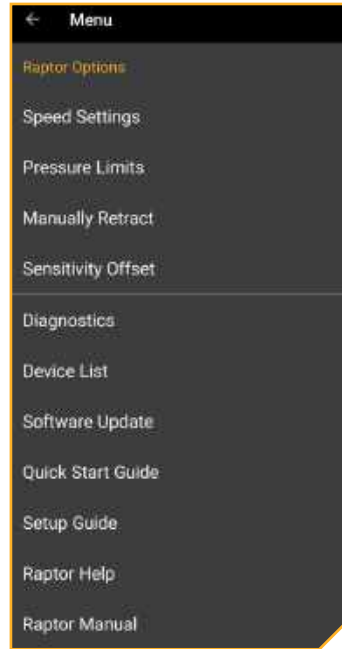 Menu
Raptor Options
Speed Settings
Pressure Limits
Manually Retract
Sensitivity Offset
Diagnostics
Device List
Software Update
Quick Start Guide
Setup Guide
Raptor Help
Raptor Manual